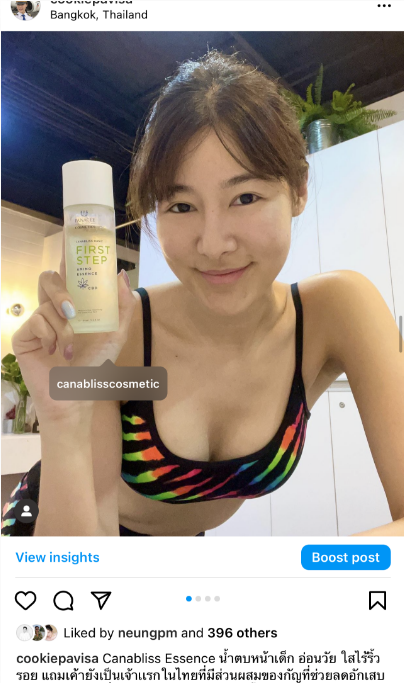 cookiepavisa
Bangkok, Thailand
FIRST
STEP
ESSENCE
CBD
canablisscosmetic
View insights
Boost post
Liked by neungpm and 396 others
cookiepavisa Canabliss Essence น้ำตบหน้าเด็ก อ่อนวัย ใสไร้ริ้ว
รอย แถมเค้ายังเป็นเจ้าแรกในไทยที่มีส่วนผสมของกัญที่ช่วยลดอักเสบ